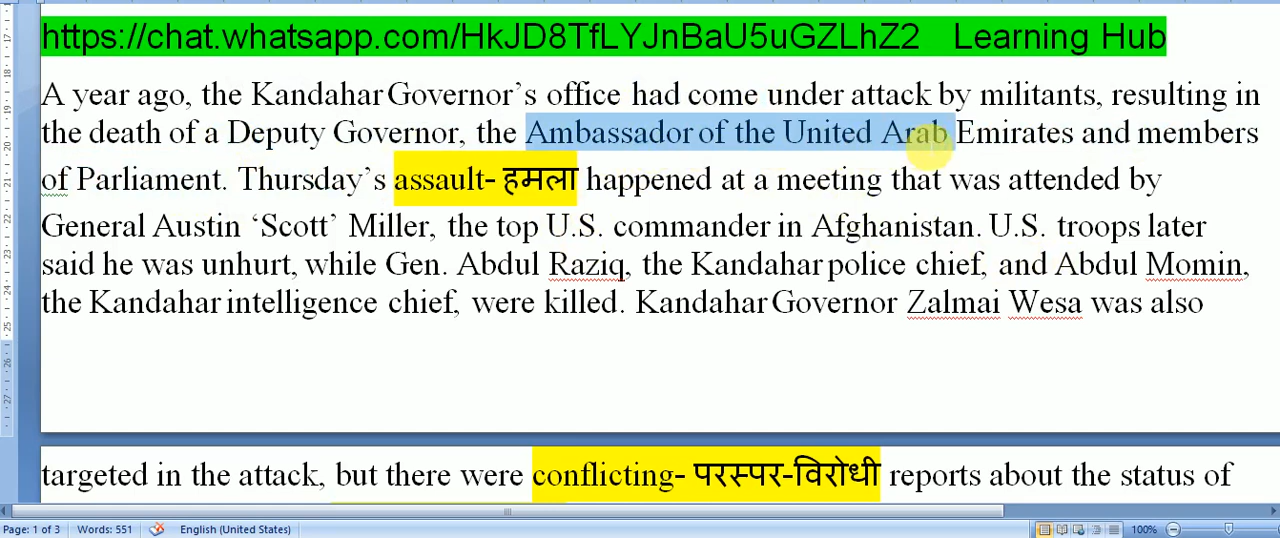 https://chat.whatsapp.com/HkJD8TfLYJnBaU5uGZLhZ2 Learning Hub
A year ago, the Kandahar Governor’s office had come under attack by militants, resulting in
the death of a Deputy Governor, the Ambassador of the United Arab Emirates and members
of Parliament. Thursday’s assault- हमला happened at a meeting that was attended by
General Austin ‘Scott’ Miller, the top U.S. commander in Afghanistan. U.S. troops later
said he was unhurt, while Gen. Abdul Raziq, the Kandahar police chief, and Abdul Momin,
the Kandahar intelligence chief, were killed. Kandahar Governor Zalmai Wesa was also
targeted in the attack, but there were conflicting- परस्पर-विरोधी reports about the status of
Page: 1 of 3 Words: 551 English (United States) 100%